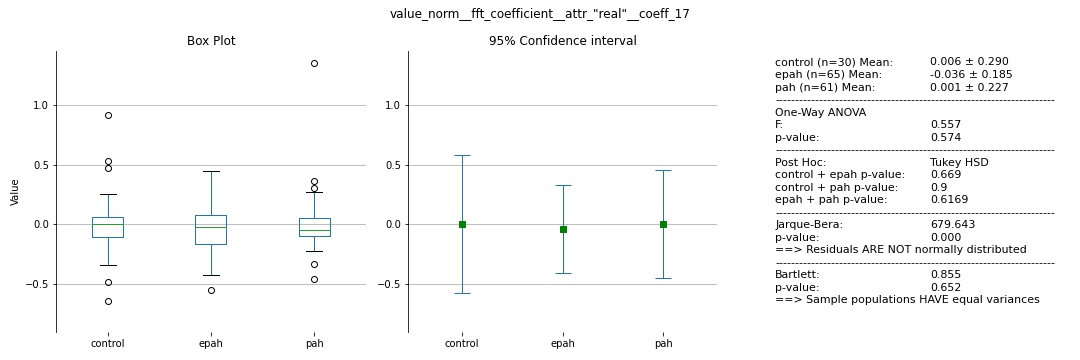 value_norm__fft_coefficient__attr_"real"__coeff_17
Box Plot
Value
1.0
0.5
0.0
−0.5
control epah pah
95% Confidence interval
1.0
0.5
0.0
−0.5
control epah pah
control (n=30) Mean: 0.006 ± 0.290
epah (n=65) Mean: -0.036 ± 0.185
pah (n=61) Mean: 0.001 ± 0.227
One-Way ANOVA
F: 0.557
p-value: 0.574
Post Hoc: Tukey HSD
control + epah p-value: 0.669
control + pah p-value: 0.9
epah + pah p-value: 0.6169
Jarque-Bera: 679.643
p-value: 0.000
==> Residuals ARE NOT normally distributed
Bartlett: 0.855
p-value: 0.652
==> Sample populations HAVE equal variances